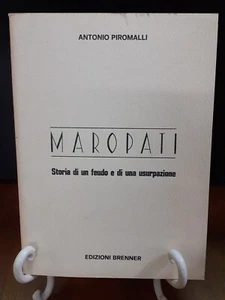 ANTONIO PIROMALLI
MAROPATI
Storia di un feudo e di una usurpazione
EDIZIONI BRENNER